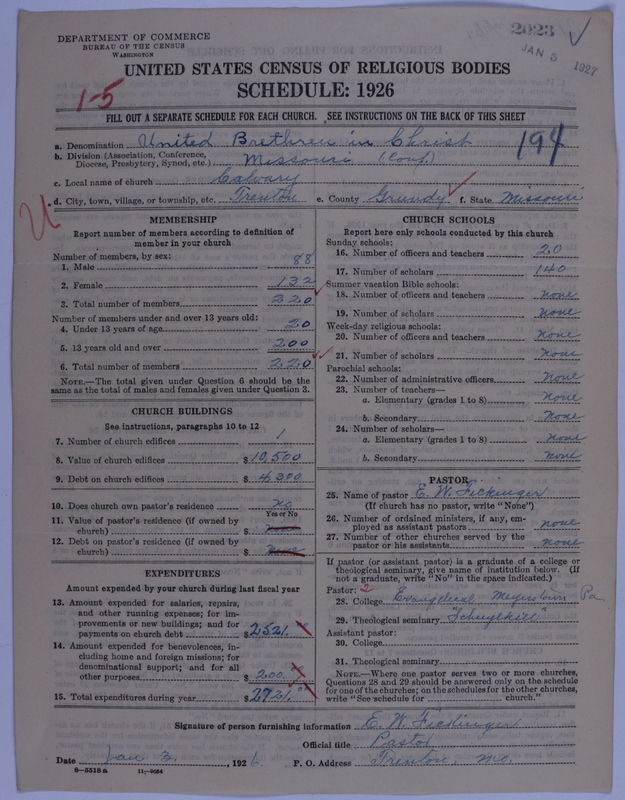 DEPARTMENT OF COMMERCE
BUREAU OF THE CENSUS
WASHINGTON
2023
JAN 5 1927
UNITED STATES CENSUS OF RELIGIOUS BODIES
SCHEDULE: 1926
1-5
FILL OUT A SEPARATE SCHEDULE FOR EACH CHURCH. SEE INSTRUCTIONS ON THE BACK OF THIS SHEET
a. Denomination United Brethren in Christ
194
b. Division (Association, Conference, Diocese, Presbytery, Synod, etc.) Missouri (Conf.)
c. Local name of church Calvary
d. City, town, village, or township, etc. Trenton e. County Grundy f. State Missouri
MEMBERSHIP
Report number of members according to definition of member in your church
Number of members, by sex:
1. Male 88
2. Female 132
3. Total number of members 220
Number of members under and over 13 years old:
4. Under 13 years of age 20
5. 13 years old and over 200
6. Total number of members 220
NOTE.—The total given under Question 6 should be the same as the total of males and females given under Question 3.
CHURCH BUILDINGS
See instructions, paragraphs 10 to 12
7. Number of church edifices 1
8. Value of church edifices $10,500
9. Debt on church edifices $4,300
10. Does church own pastor's residence? no
Yes or No
11. Value of pastor's residence (if owned by church) $
12. Debt on pastor's residence (if owned by church) $
EXPENDITURES
Amount expended by your church during last fiscal year
13. Amount expended for salaries, repairs, and other running expenses; for improvements or new buildings; and for payments on church debt $2521.
14. Amount expended for benevolences, including home and foreign missions; for denominational support; and for all other purposes $200.
15. Total expenditures during year $2721.
CHURCH SCHOOLS
Report here only schools conducted by this church
Sunday schools:
16. Number of officers and teachers 20
17. Number of scholars 140
Summer vacation Bible schools:
18. Number of officers and teachers none
19. Number of scholars none
Week-day religious schools:
20. Number of officers and teachers none
21. Number of scholars none
Parochial schools:
22. Number of administrative officers none
23. Number of teachers—
a. Elementary (grades 1 to 8) none
b. Secondary none
24. Number of scholars—
a. Elementary (grades 1 to 8) none
b. Secondary none
PASTOR
25. Name of pastor E. W. Fickinger
(If church has no pastor, write "None")
26. Number of ordained ministers, if any, employed as assistant pastors none
27. Number of other churches served by the pastor or his assistants none
If pastor (or assistant pastor) is a graduate of a college or theological seminary, give name of institution below. (If not a graduate, write "No" in the space indicated.)
Pastor: 2
28. College Evangelical Meyerstown Pa
29. Theological seminary "Schuylkill"
Assistant pastor:
30. College
31. Theological seminary
NOTE.—Where one pastor serves two or more churches, Questions 28 and 29 should be answered only on the schedule for one of the churches; on the schedules for the other churches, write "See schedule for church."
Signature of person furnishing information E. W. Fickinger
Official title Pastor
Date Jan 3, 1926. P. O. Address Trenton, Mo.
8-5518a 11-9054